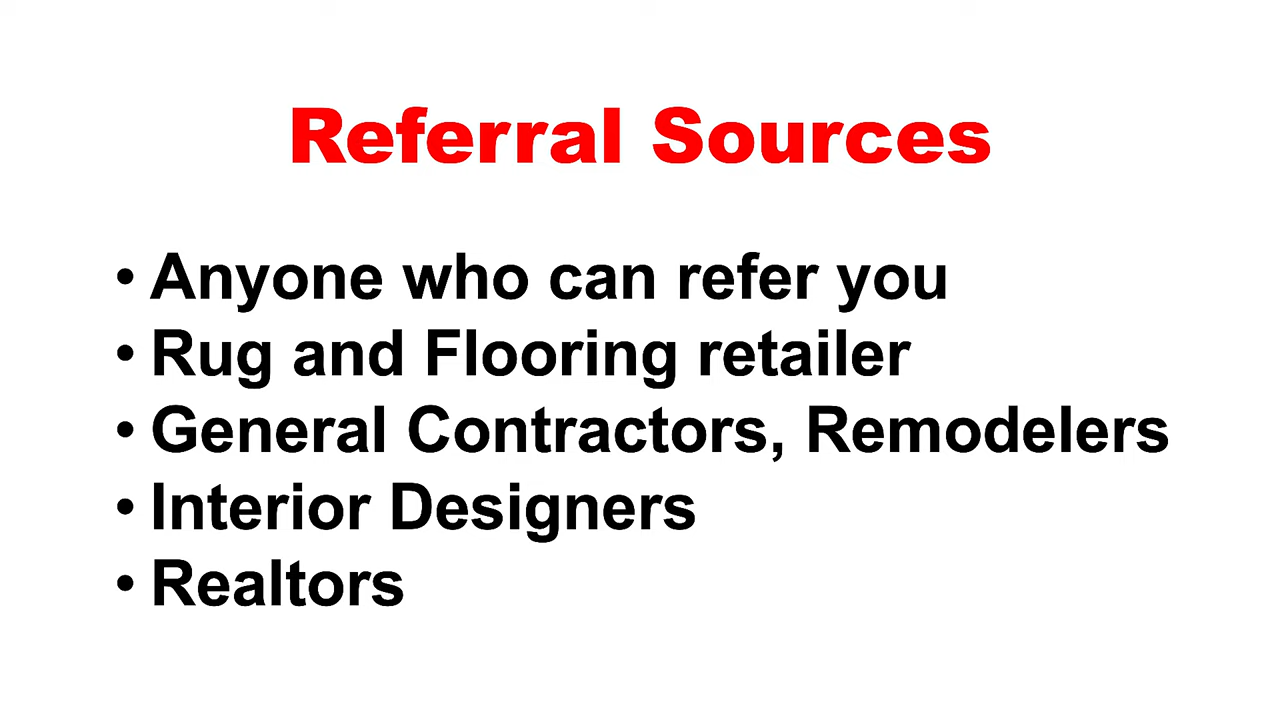 Referral Sources
• Anyone who can refer you
• Rug and Flooring retailer
• General Contractors, Remodelers
• Interior Designers
• Realtors